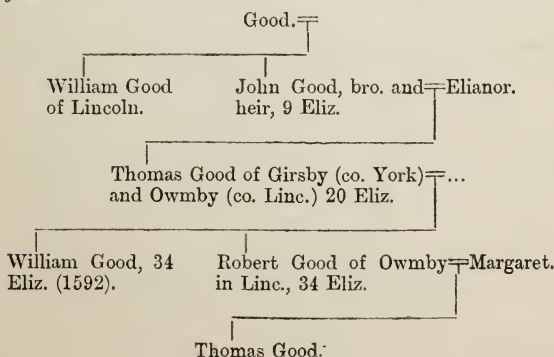 Good.
William Good
of Lincoln.
John Good, bro. and Elianor.
heir, 9 Eliz.
Thomas Good of Girsby (co. York) ...
and Owmby (co. Linc.) 20 Eliz.
William Good, 34
Eliz. (1592).
Robert Good of Owmby Margaret.
in Linc., 34 Eliz.
Thomas Good.